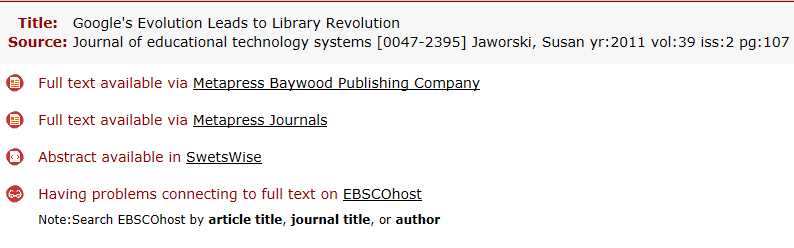 Title: Google's Evolution Leads to Library Revolution
Source: Journal of educational technology systems [0047-2395] Jaworski, Susan yr:2011 vol:39 iss:2 pg:107
Full text available via Metapress Baywood Publishing Company
Full text available via Metapress Journals
Abstract available in SwetsWise
Having problems connecting to full text on EBSCOhost
Note:Search EBSCOhost by article title, journal title, or author